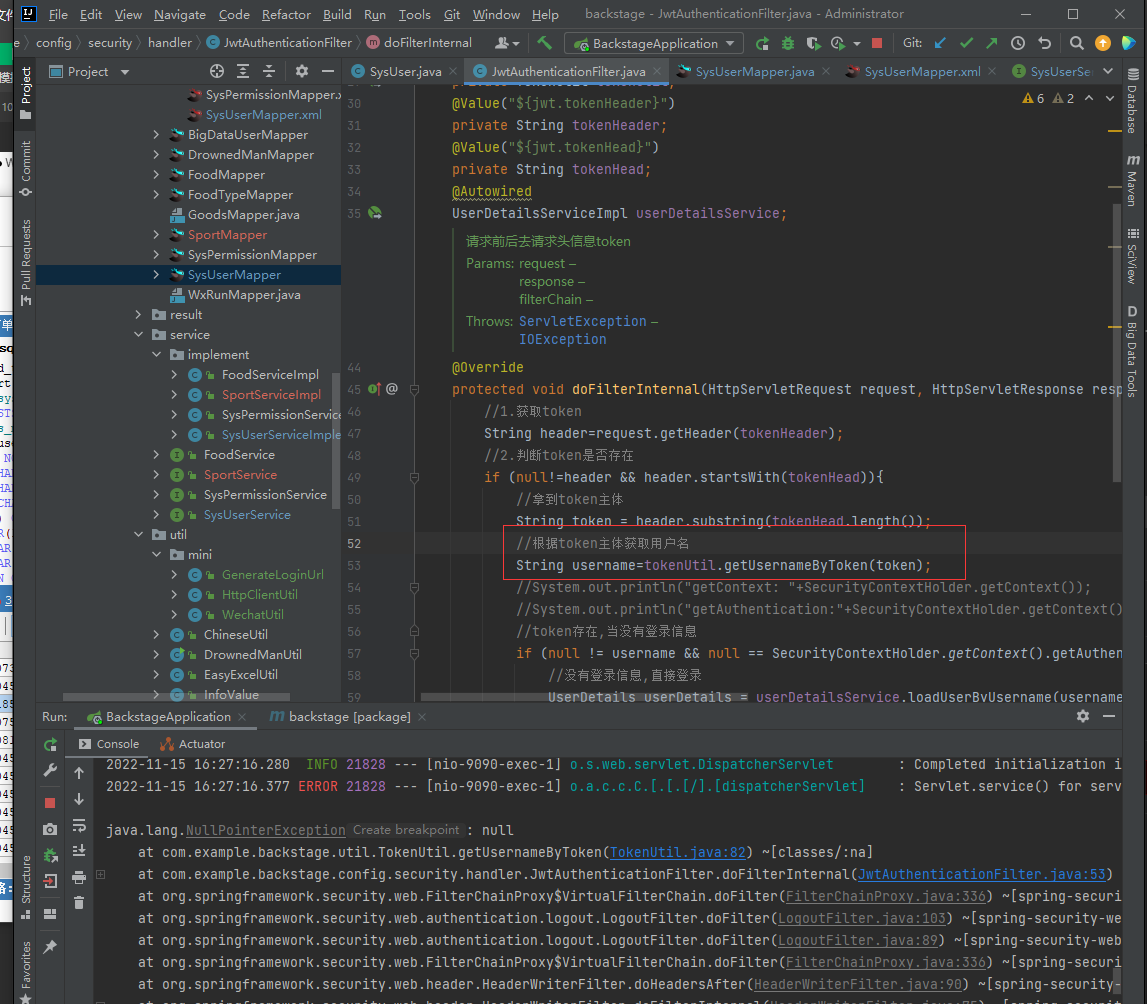 File Edit View Navigate Code Refactor Build Run Tools Git Window Help backstage - JwtAuthenticationFilter.java - Administrator
config security handler JwtAuthenticationFilter doFilterInternal BackstageApplication Git:
Project
SysUser.java JwtAuthenticationFilter.java SysUserMapper.java SysUserMapper.xml SysUserSe
Project
Commit
Pull Requests
Structure
Favorites
SysPermissionMapper.x
SysUserMapper.xml
BigDataUserMapper
DrownedManMapper
FoodMapper
FoodTypeMapper
GoodsMapper.java
SportMapper
SysPermissionMapper
SysUserMapper
WxRunMapper.java
result
service
implement
FoodServiceImpl
SportServiceImpl
SysPermissionService
SysUserServiceImple
FoodService
SportService
SysPermissionService
SysUserService
util
mini
GenerateLoginUrl
HttpClientUtil
WechatUtil
ChineseUtil
DrownedManUtil
EasyExcelUtil
InfoValue
6 2
30 @Value("${jwt.tokenHeader}")
31 private String tokenHeader;
32 @Value("${jwt.tokenHead}")
33 private String tokenHead;
34 @Autowired
35 UserDetailsServiceImpl userDetailsService;
请求前后去请求头信息token
Params: request –
response –
filterChain –
Throws: ServletException –
IOException
44 @Override
45 protected void doFilterInternal(HttpServletRequest request, HttpServletResponse resp
46 //1.获取token
47 String header=request.getHeader(tokenHeader);
48 //2.判断token是否存在
49 if (null!=header && header.startsWith(tokenHead)){
50 //拿到token主体
51 String token = header.substring(tokenHead.length());
52 //根据token主体获取用户名
53 String username=tokenUtil.getUsernameByToken(token);
54 //System.out.println("getContext: "+SecurityContextHolder.getContext());
55 //System.out.println("getAuthentication:"+SecurityContextHolder.getContext()
56 //token存在,当没有登录信息
57 if (null != username && null == SecurityContextHolder.getContext().getAuthen
58 //没有登录信息,直接登录
59 UserDetails userDetails = userDetailsService.loadUserByUsername(username
Database
Maven
SciView
Big Data Tools
Run: BackstageApplication backstage [package]
Console Actuator
2022-11-15 16:27:16.280 INFO 21828 --- [nio-9090-exec-1] o.s.web.servlet.DispatcherServlet : Completed initialization i
2022-11-15 16:27:16.377 ERROR 21828 --- [nio-9090-exec-1] o.a.c.c.C.[.[.[/].[dispatcherServlet] : Servlet.service() for serv
java.lang.NullPointerException Create breakpoint : null
at com.example.backstage.util.TokenUtil.getUsernameByToken(TokenUtil.java:82) ~[classes/:na]
at com.example.backstage.config.security.handler.JwtAuthenticationFilter.doFilterInternal(JwtAuthenticationFilter.java:53)
at org.springframework.security.web.FilterChainProxy$VirtualFilterChain.doFilter(FilterChainProxy.java:336) ~[spring-securi
at org.springframework.security.web.authentication.logout.LogoutFilter.doFilter(LogoutFilter.java:103) ~[spring-security-we
at org.springframework.security.web.authentication.logout.LogoutFilter.doFilter(LogoutFilter.java:89) ~[spring-security-web
at org.springframework.security.web.FilterChainProxy$VirtualFilterChain.doFilter(FilterChainProxy.java:336) ~[spring-securi
at org.springframework.security.web.header.HeaderWriterFilter.doHeadersAfter(HeaderWriterFilter.java:90) ~[spring-security-